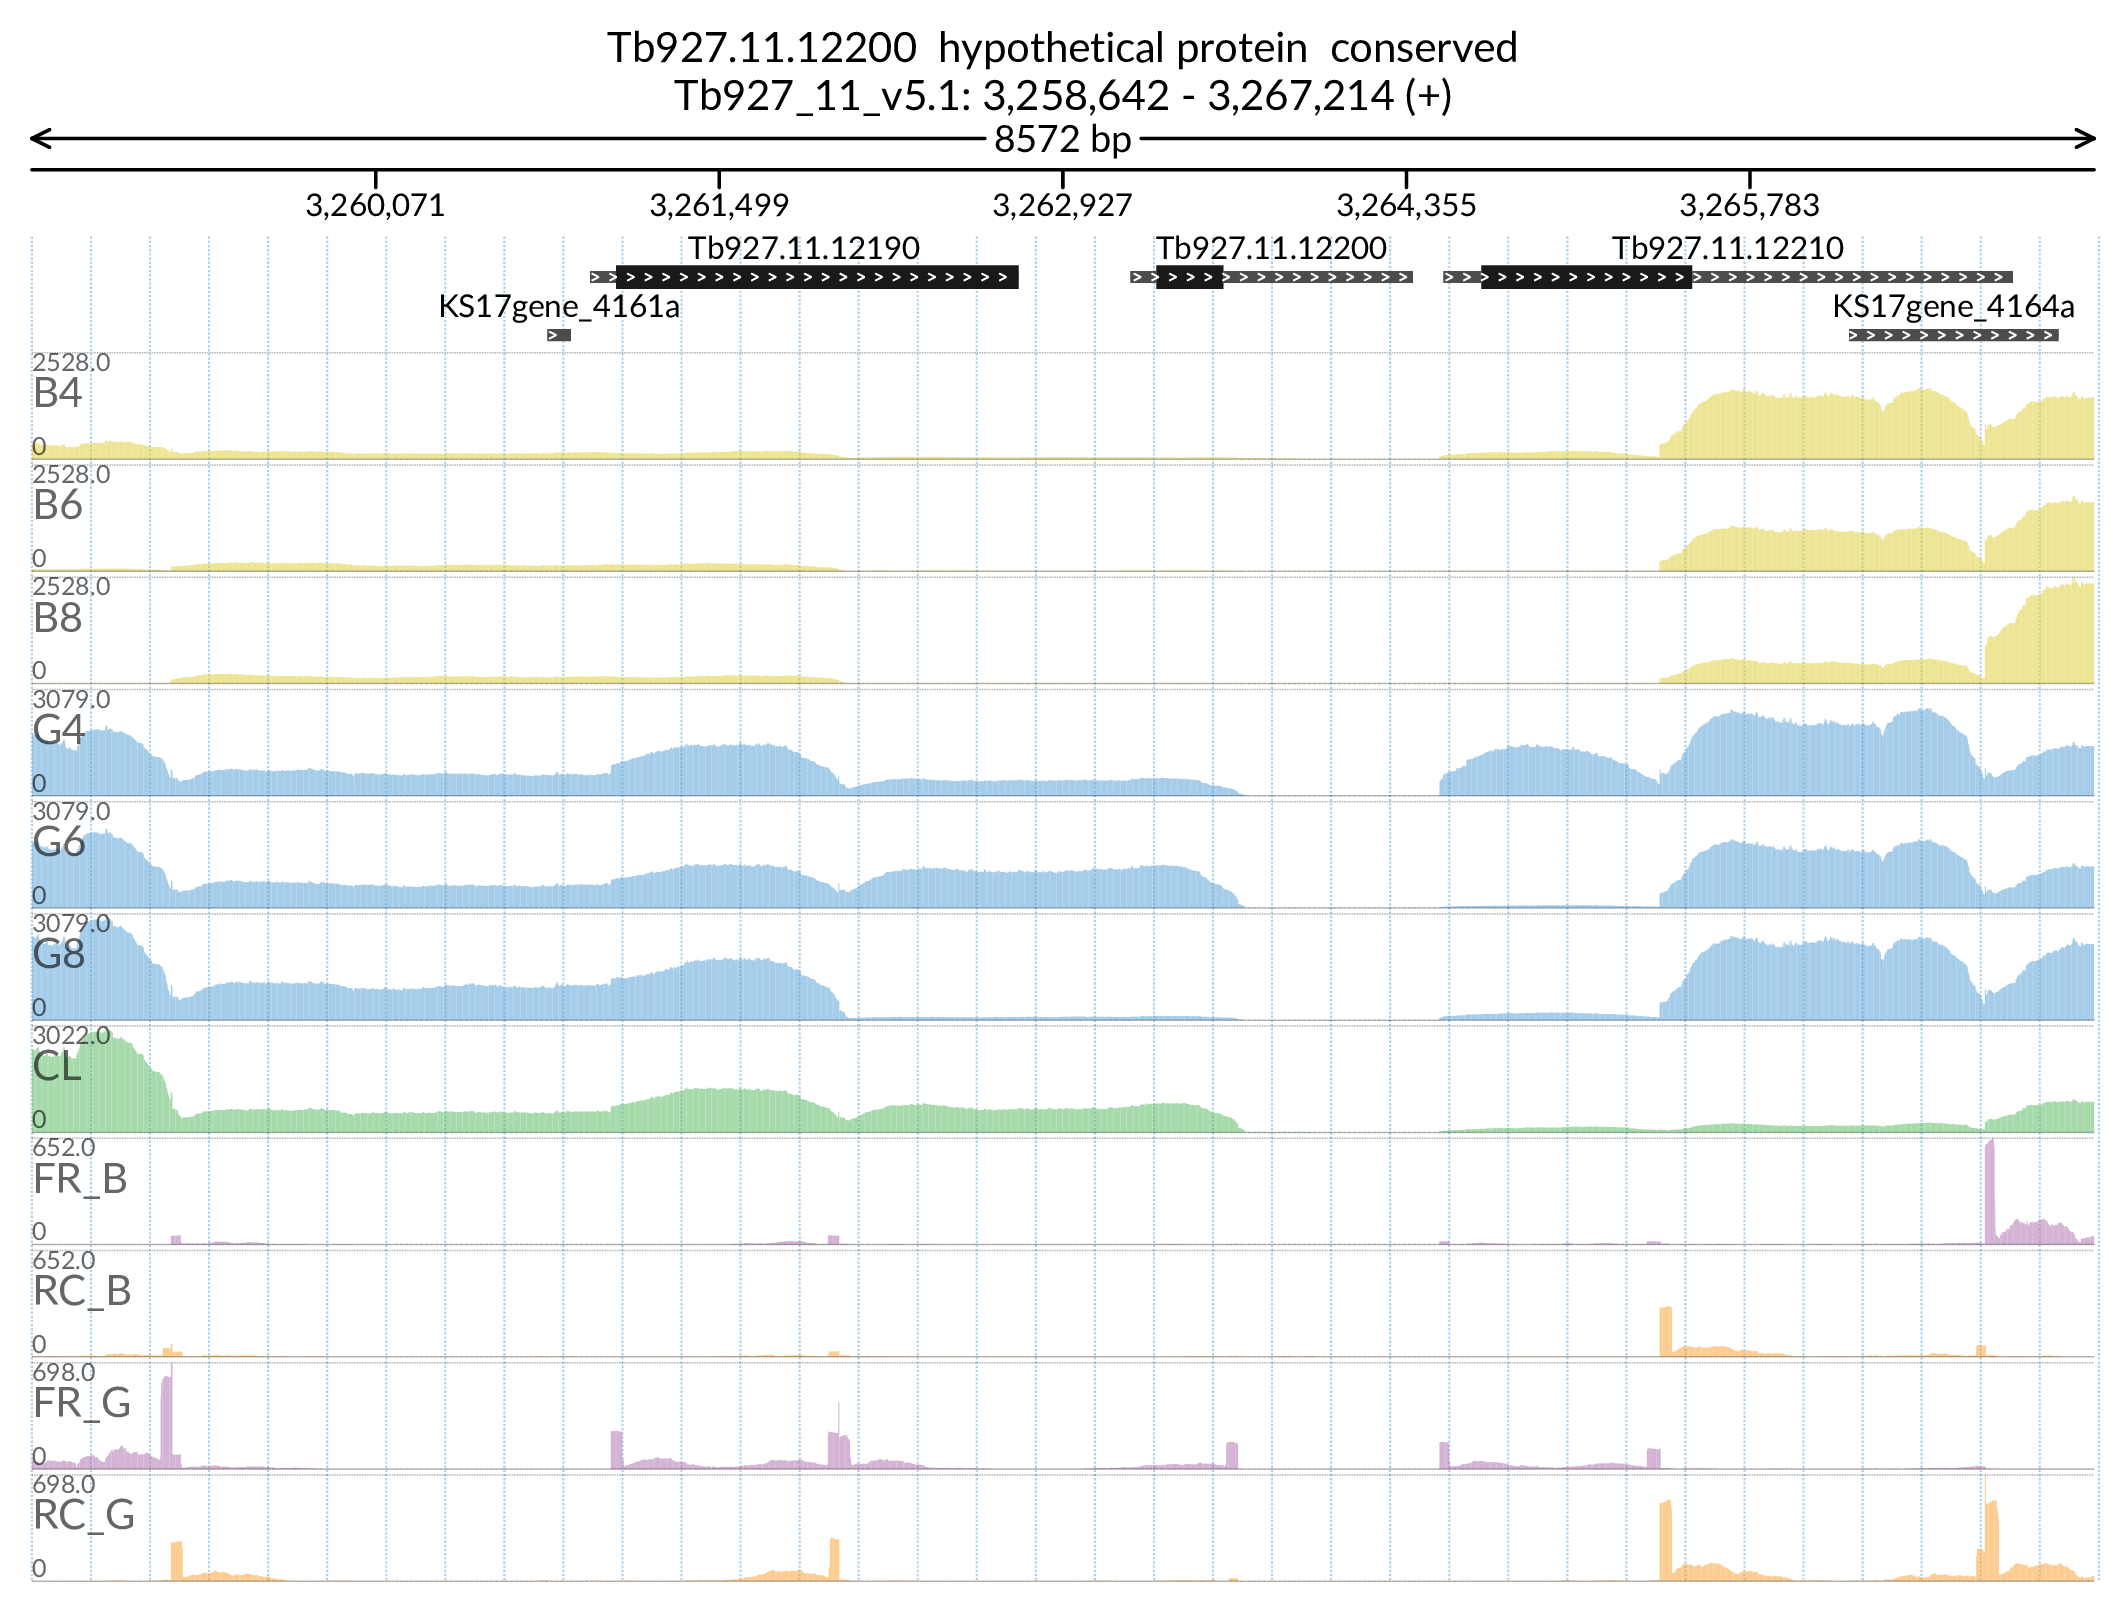 Tb927.11.12200  hypothetical protein  conserved
Tb927_11_v5.1: 3,258,642 - 3,267,214 (+)
8572 bp
3,260,071 3,261,499 3,262,927 3,264,355 3,265,783
Tb927.11.12190 Tb927.11.12200 Tb927.11.12210
KS17gene_4161a KS17gene_4164a
2528.0
B4
0
2528.0
B6
0
2528.0
B8
0
3079.0
G4
0
3079.0
G6
0
3079.0
G8
0
3022.0
CL
0
652.0
FR_B
0
652.0
RC_B
0
698.0
FR_G
0
698.0
RC_G
0